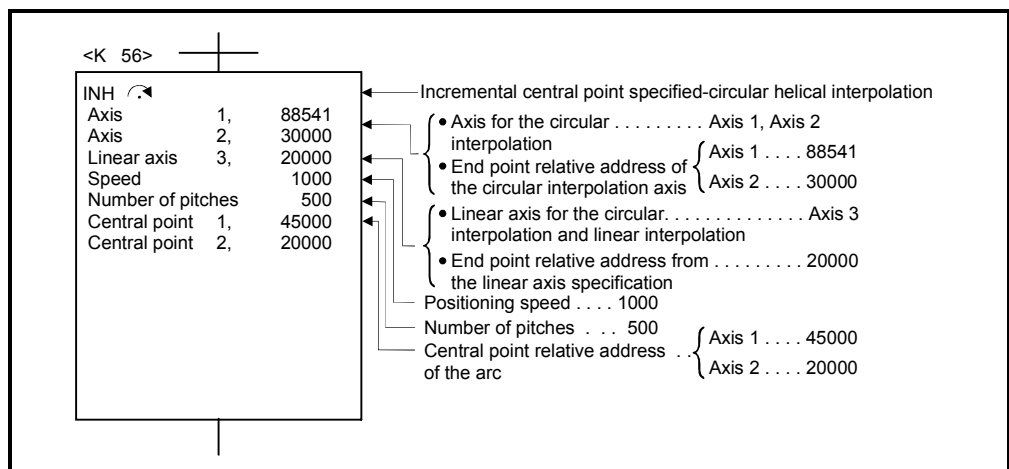 <K 56>
INH
Axis 1, 88541
Axis 2, 30000
Linear axis 3, 20000
Speed 1000
Number of pitches 500
Central point 1, 45000
Central point 2, 20000
Incremental central point specified-circular helical interpolation
• Axis for the circular . . . . . . . . . Axis 1, Axis 2
interpolation
• End point relative address of
the circular interpolation axis
Axis 1 . . . . 88541
Axis 2 . . . . 30000
• Linear axis for the circular. . . . . . . . . . . . . . Axis 3
interpolation and linear interpolation
• End point relative address from . . . . . . . . . 20000
the linear axis specification
Positioning speed . . . . 1000
Number of pitches . . . 500
Central point relative address . .
of the arc
Axis 1 . . . . 45000
Axis 2 . . . . 20000